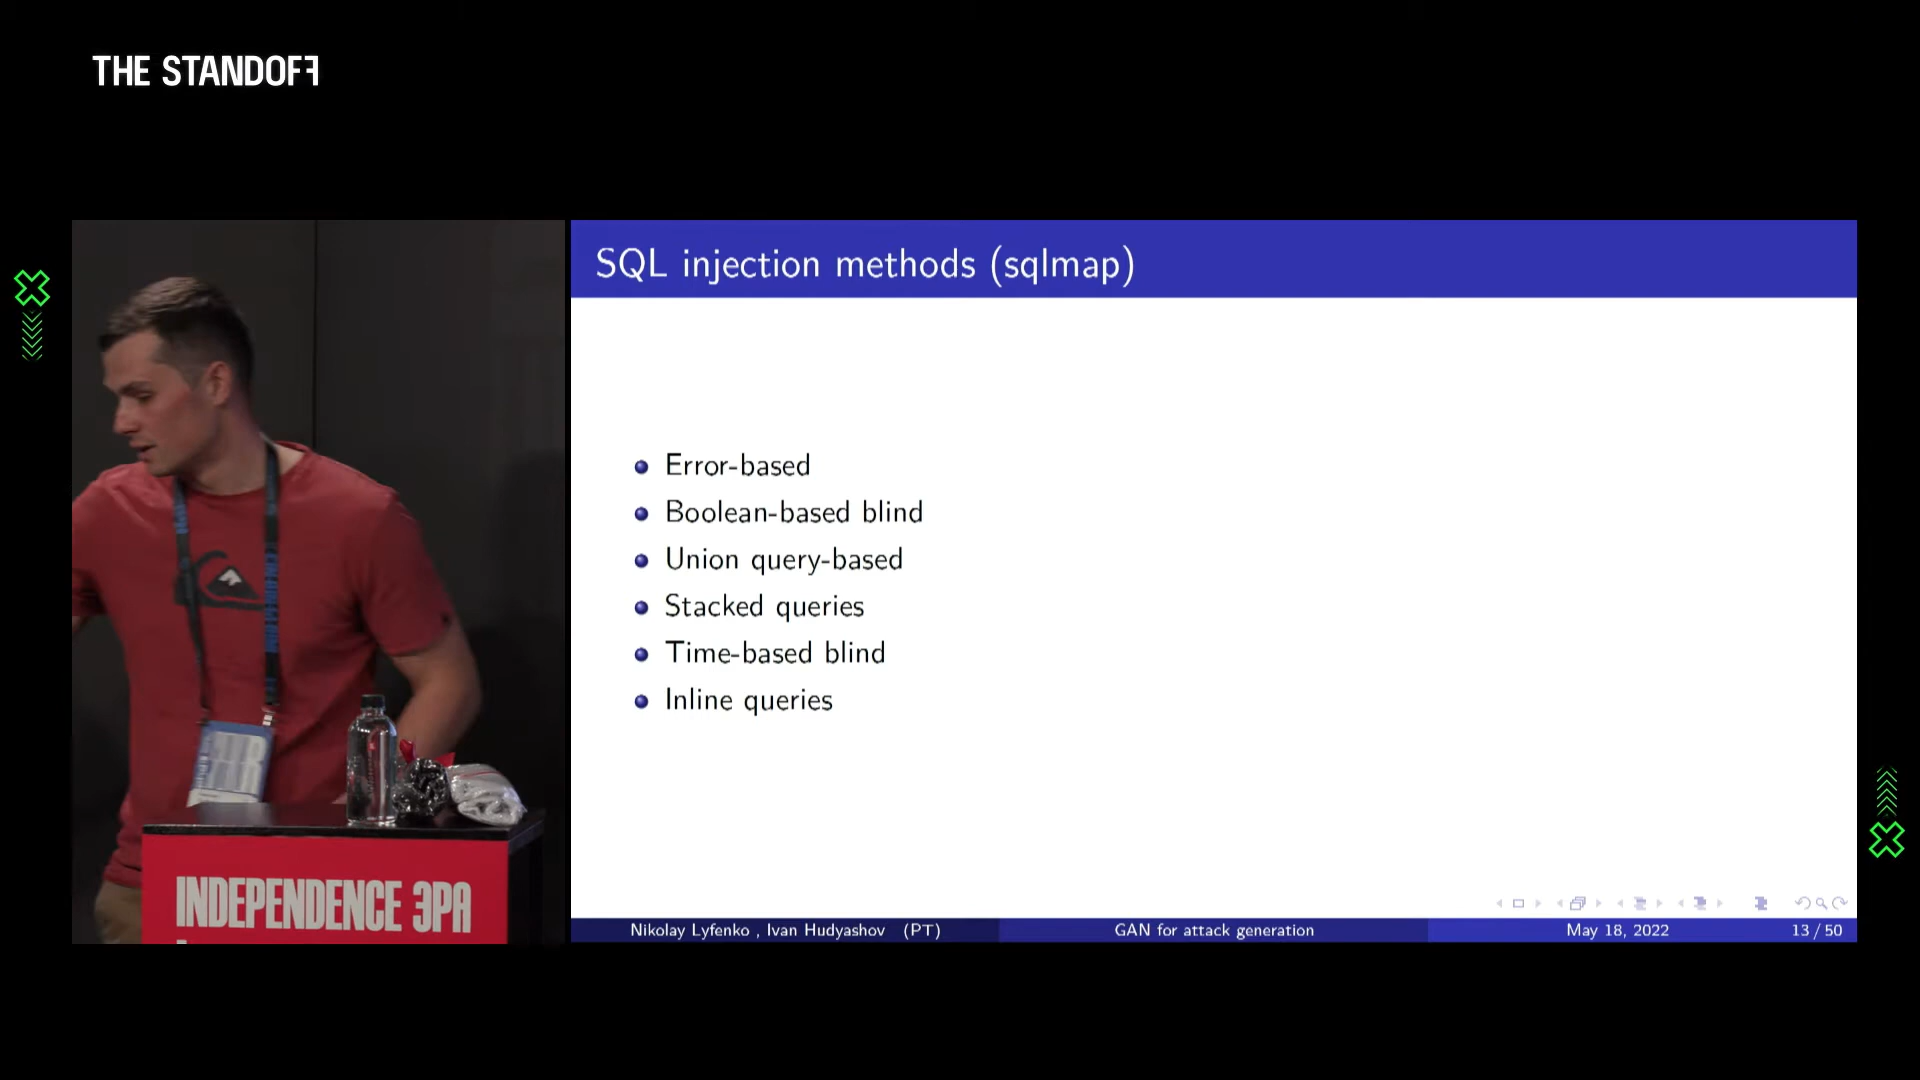 THE STANDOFF
SQL injection methods (sqlmap)
Error-based
Boolean-based blind
Union query-based
Stacked queries
Time-based blind
Inline queries
INDEPENDENCE ЭРА
Nikolay Lyfenko , Ivan Hudyashov (PT)
GAN for attack generation
May 18, 2022
13 / 50